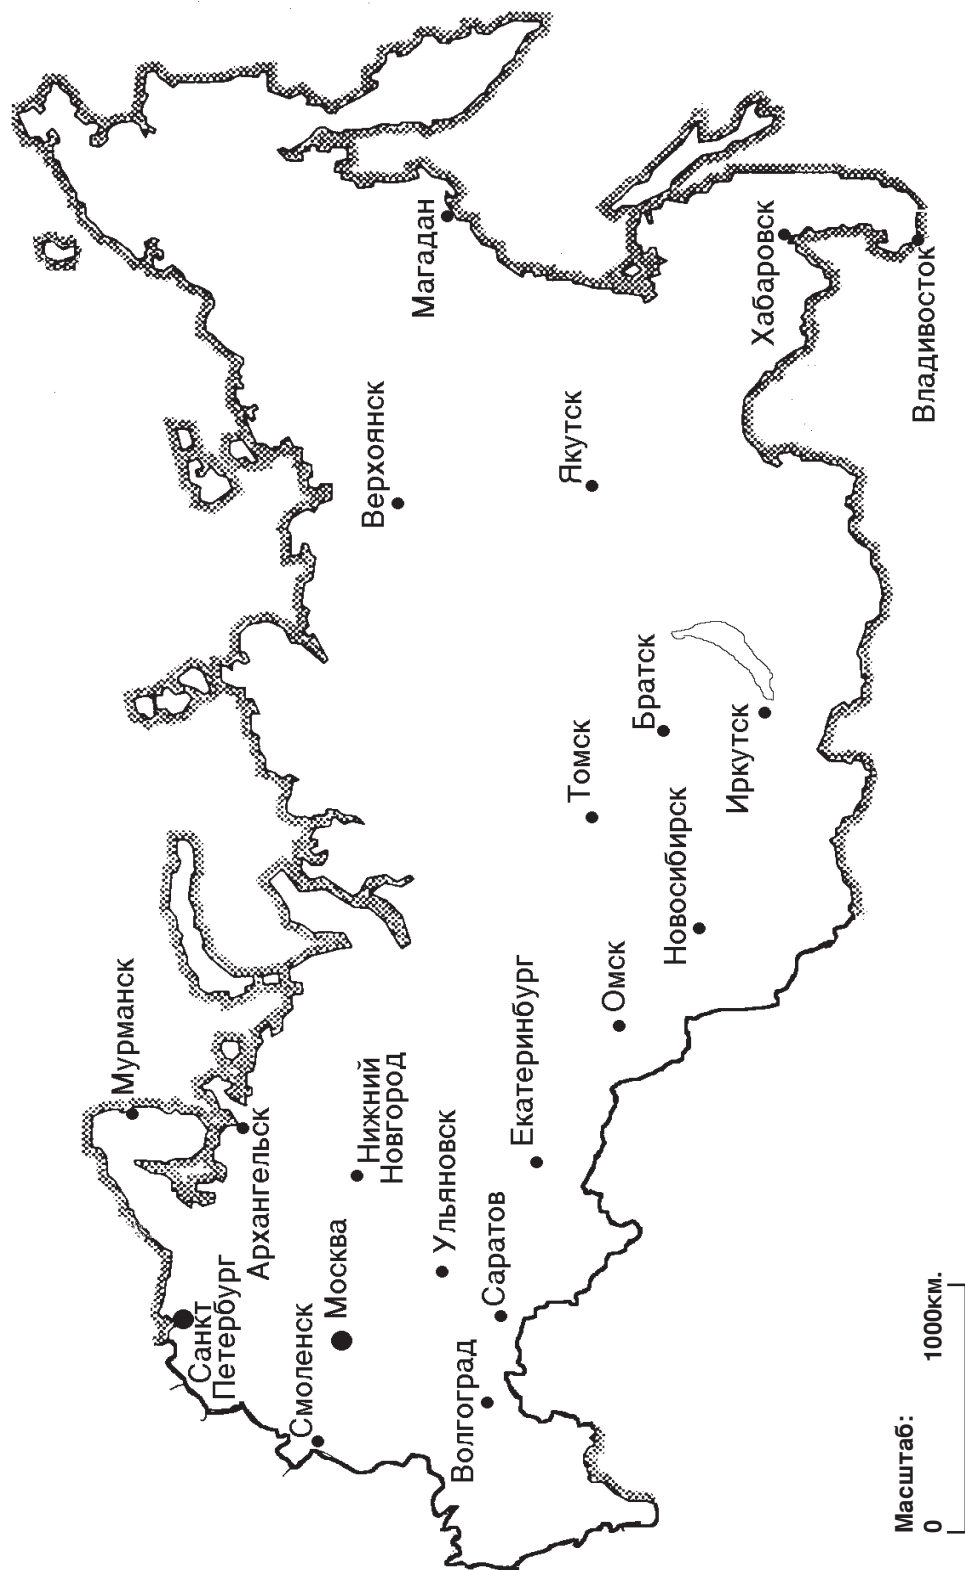 Мурманск
Санкт
Петербург
Архангельск
Смоленск
Москва
Нижний
Новгород
Волгоград
Саратов
Ульяновск
Екатеринбург
Омск
Новосибирск
Томск
Братск
Иркутск
Верхоянск
Якутск
Магадан
Хабаровск
Владивосток
Масштаб:
0 1000км.